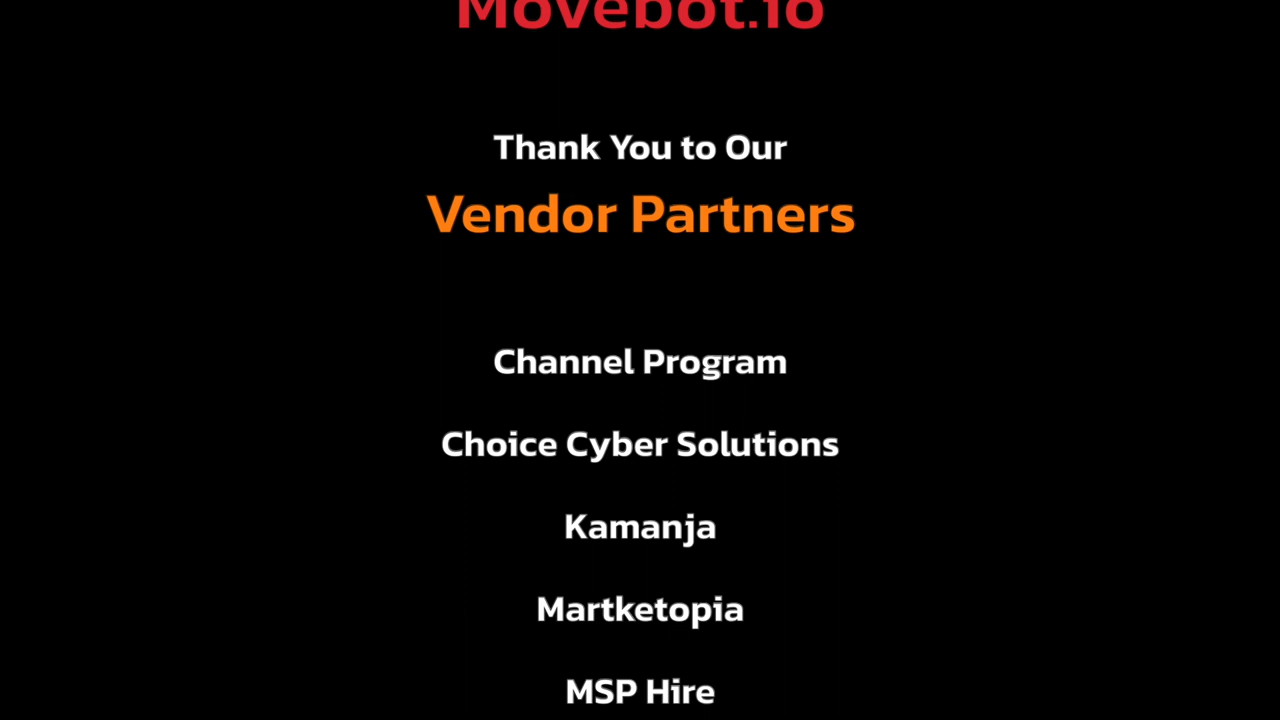 Movebot.io
Thank You to Our
Vendor Partners
Channel Program
Choice Cyber Solutions
Kamanja
Martketopia
MSP Hire